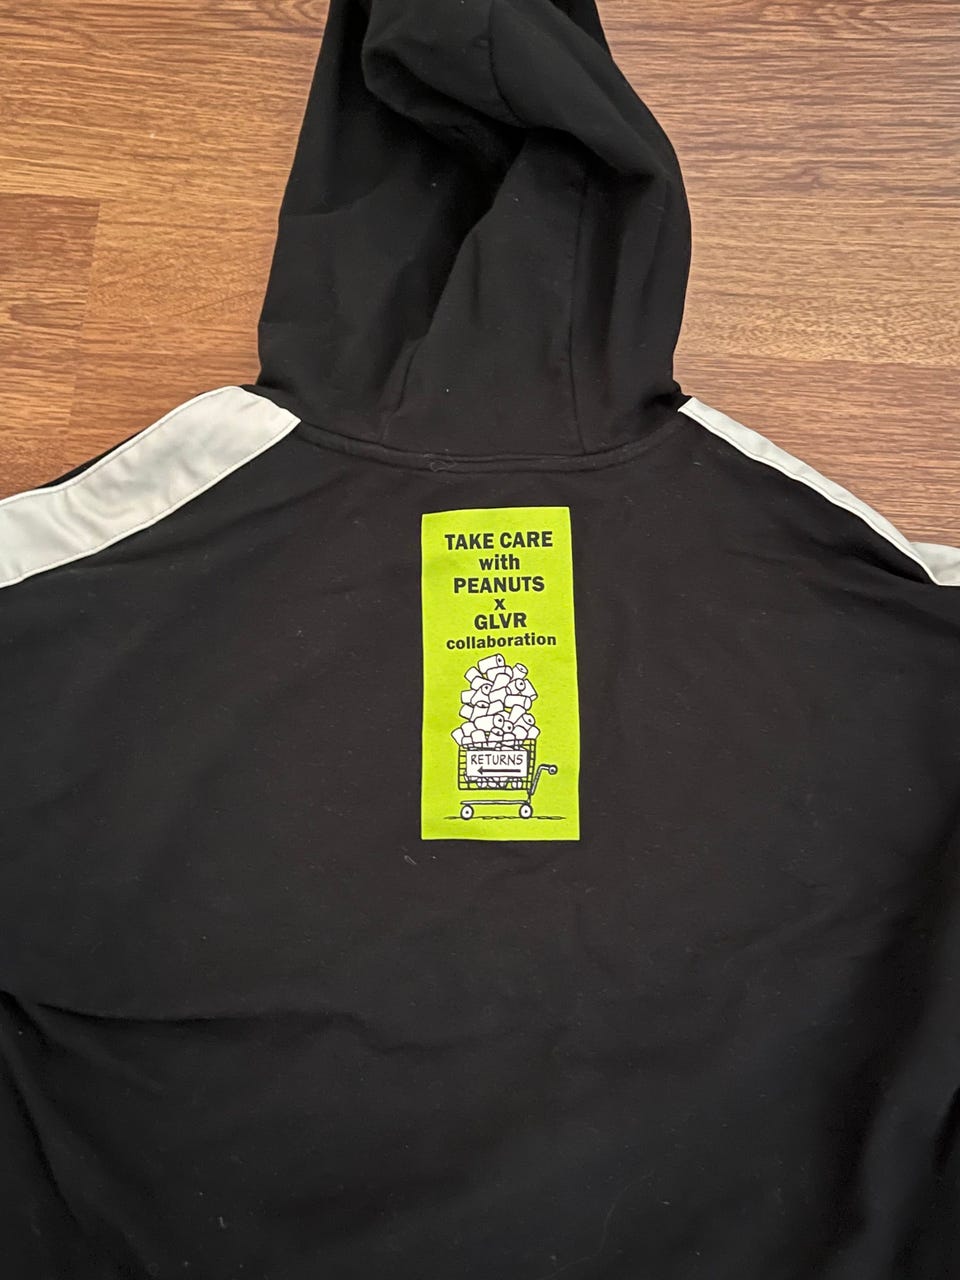 TAKE CARE
with
PEANUTS
x
GLVR
collaboration
RETURNS